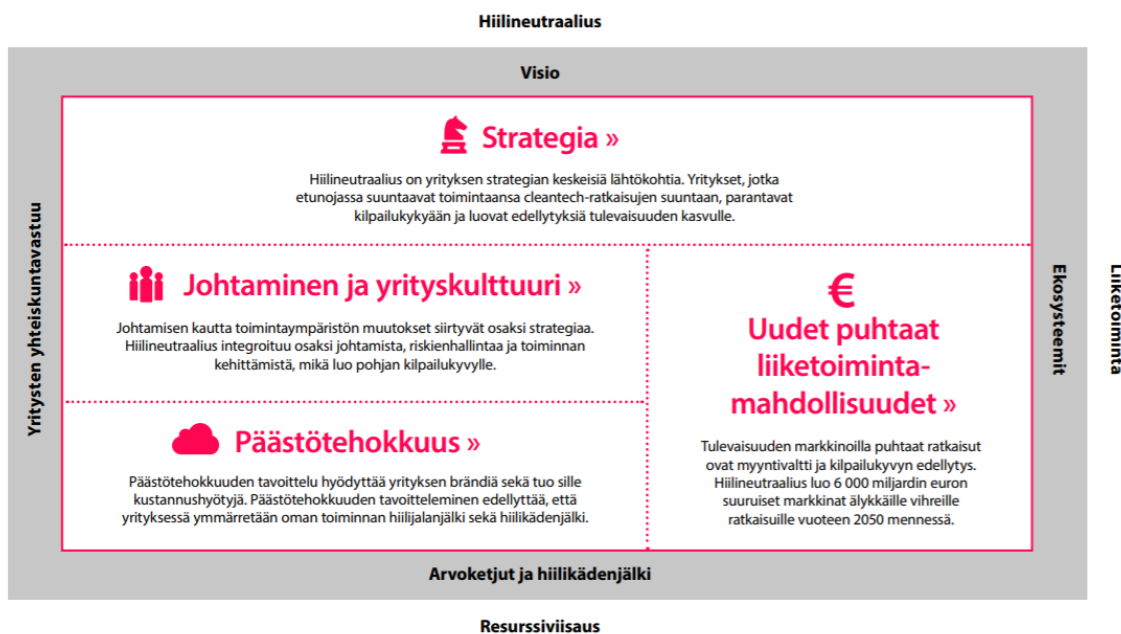 Hiilineutraalius
Visio
Strategia »
Hiilineutraalius on yrityksen strategian keskeisiä lähtökohtia. Yritykset, jotka
etunojassa suuntaavat toimintaansa cleantech-ratkaisujen suuntaan, parantavat
kilpailukykyään ja luovat edellytyksiä tulevaisuuden kasvulle.
Yritysten yhteiskuntavastuu
Johtaminen ja yrityskulttuuri »
Johtamisen kautta toimintaympäristön muutokset siirtyvät osaksi strategiaa.
Hiilineutraalius integroituu osaksi johtamista, riskienhallintaa ja toiminnan
kehittämistä, mikä luo pohjan kilpailukyvylle.
Päästötehokkuus »
Päästötehokkuuden tavoittelu hyödyttää yrityksen brändiä sekä tuo sille
kustannushyötyjä. Päästötehokkuuden tavoitteleminen edellyttää, että
yrityksessä ymmärretään oman toiminnan hiilijalanjälki sekä hiilikädenjälki.
€
Uudet puhtaat
liiketoiminta-
mahdollisuudet »
Tulevaisuuden markkinoilla puhtaat ratkaisut
ovat myyntivaltti ja kilpailukyvyn edellytys.
Hiilineutraalius luo 6 000 miljardin euron
suuruiset markkinat älykkäille vihreille
ratkaisuille vuoteen 2050 mennessä.
Ekosysteemit
Liiketoiminta
Arvoketjut ja hiilikädenjälki
Resurssiviisaus